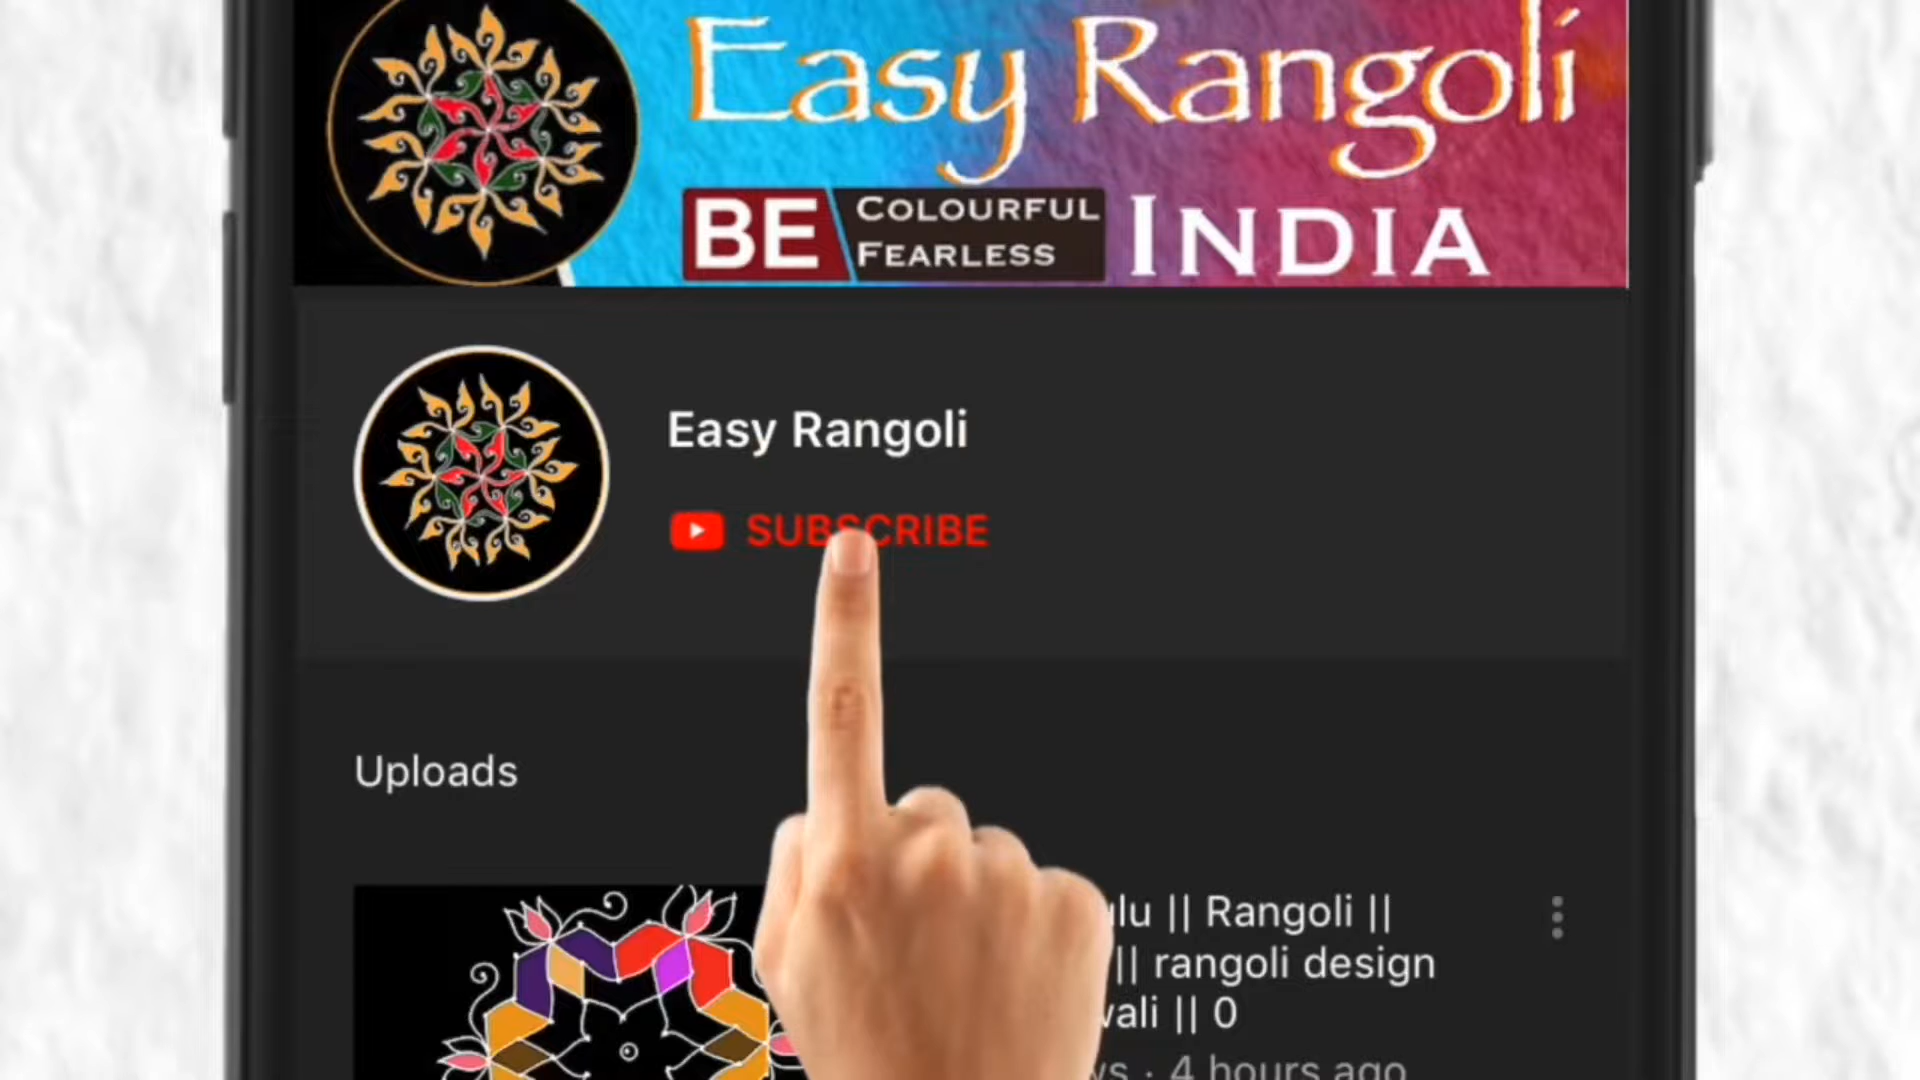 Easy Rangoli
BE COLOURFUL
FEARLESS
INDIA
Easy Rangoli
SUBSCRIBE
Uploads
|| Rangoli ||
|| rangoli design
|| 0
· 4 hours ago